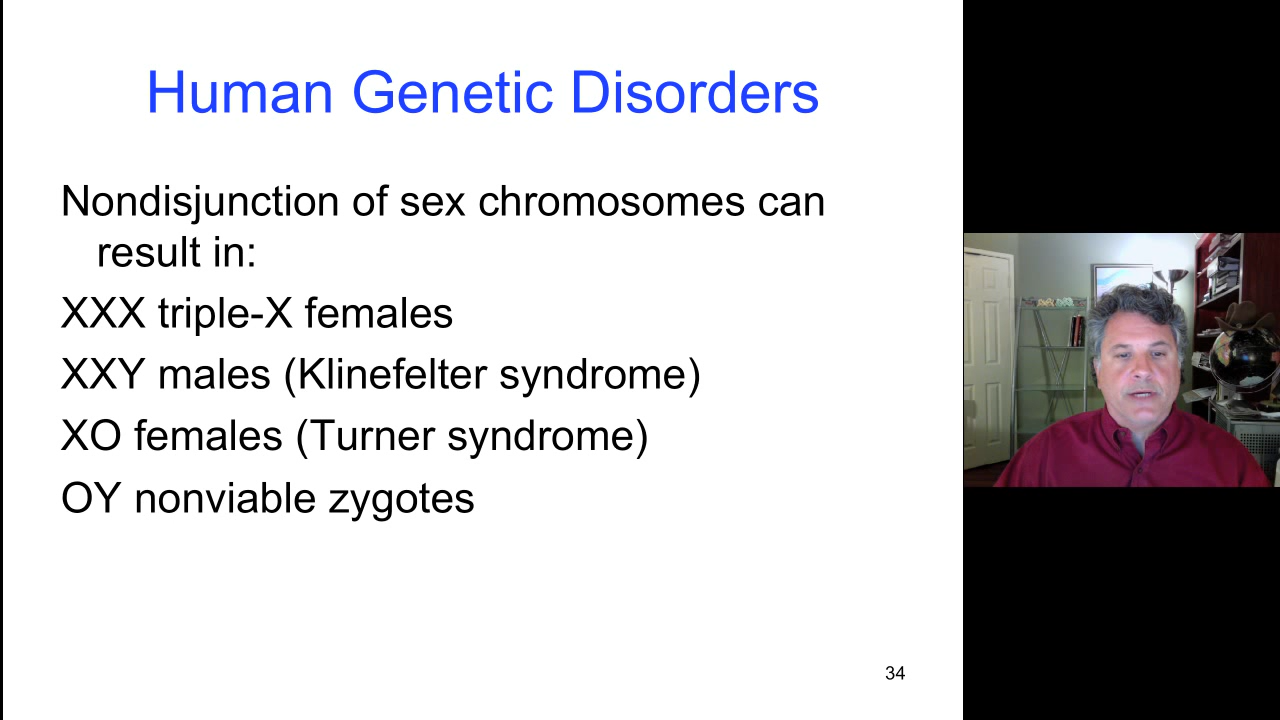 Human Genetic Disorders
Nondisjunction of sex chromosomes can
result in:
XXX triple-X females
XXY males (Klinefelter syndrome)
XO females (Turner syndrome)
OY nonviable zygotes
34